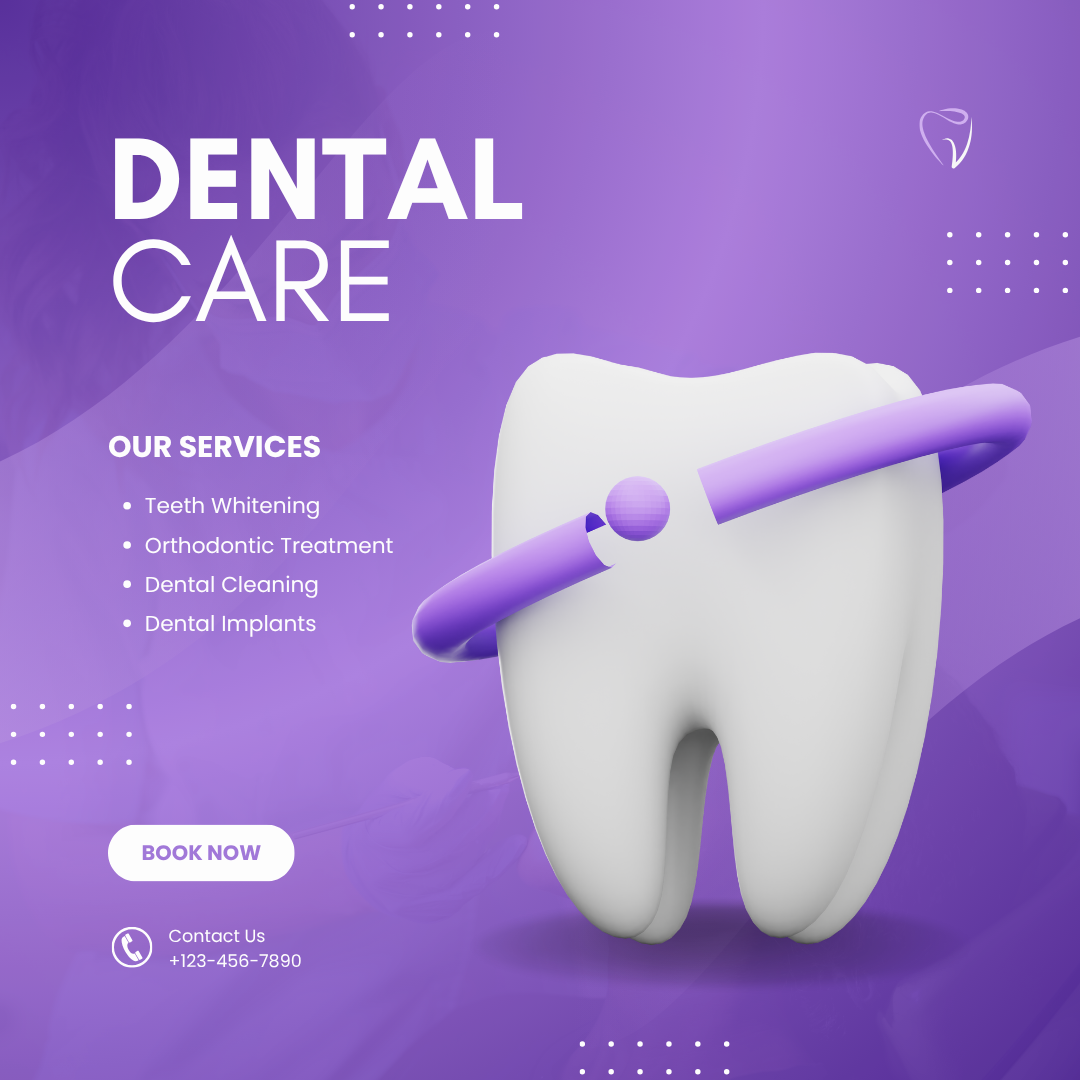 DENTAL
CARE
OUR SERVICES
Teeth Whitening
Orthodontic Treatment
Dental Cleaning
Dental Implants
BOOK NOW
Contact Us
+123-456-7890